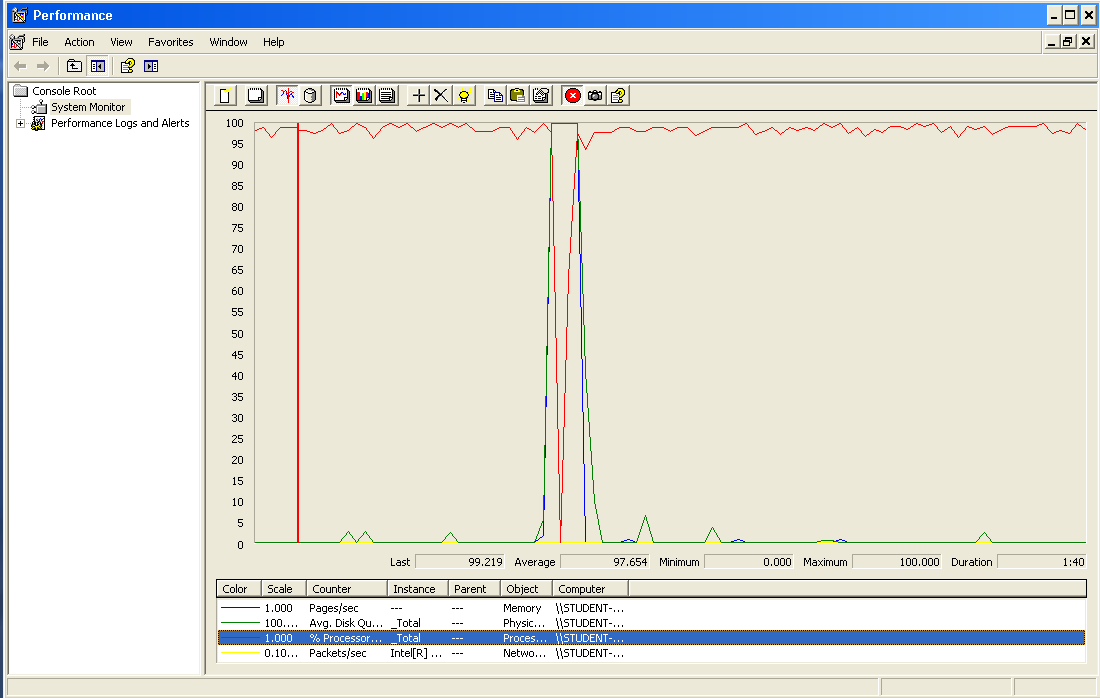 Performance
File Action View Favorites Window Help
Console Root
System Monitor
Performance Logs and Alerts
100
95
90
85
80
75
70
65
60
55
50
45
40
35
30
25
20
15
10
5
0
Last 99.219 Average 97.654 Minimum 0.000 Maximum 100.000 Duration 1:40
Color Scale Counter Instance Parent Object Computer
1.000 Pages/sec --- --- Memory \\STUDENT-...
100.... Avg. Disk Qu... _Total --- Physic... \\STUDENT-...
1.000 % Processor... _Total --- Proces... \\STUDENT-...
0.10... Packets/sec Intel[R] ... --- Netwo... \\STUDENT-...